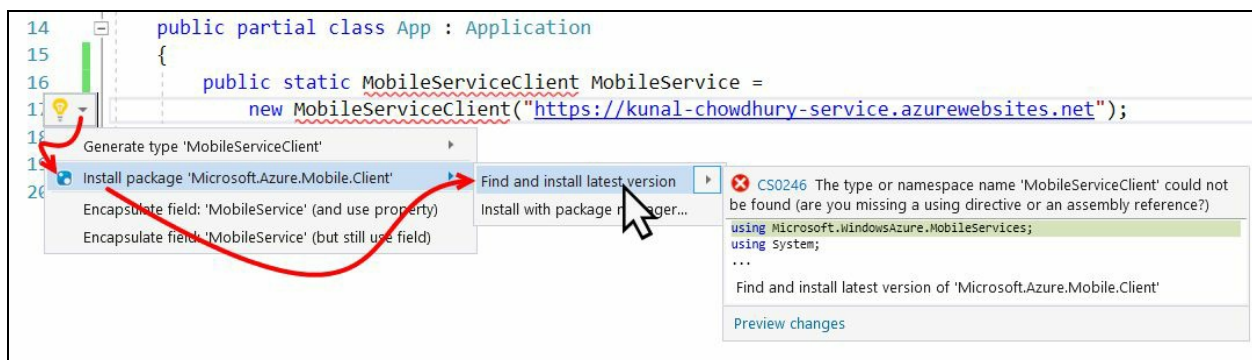 14 public partial class App : Application
15 {
16 public static MobileServiceClient MobileService =
17 new MobileServiceClient("https://kunal-chowdhury-service.azurewebsites.net");
18
Generate type 'MobileServiceClient'
19
Install package 'Microsoft.Azure.Mobile.Client'
20
Encapsulate field: 'MobileService' (and use property)
Encapsulate field: 'MobileService' (but still use field)
Find and install latest version
Install with package manager...
CS0246 The type or namespace name 'MobileServiceClient' could not
be found (are you missing a using directive or an assembly reference?)
using Microsoft.WindowsAzure.MobileServices;
using System;
...
Find and install latest version of 'Microsoft.Azure.Mobile.Client'
Preview changes